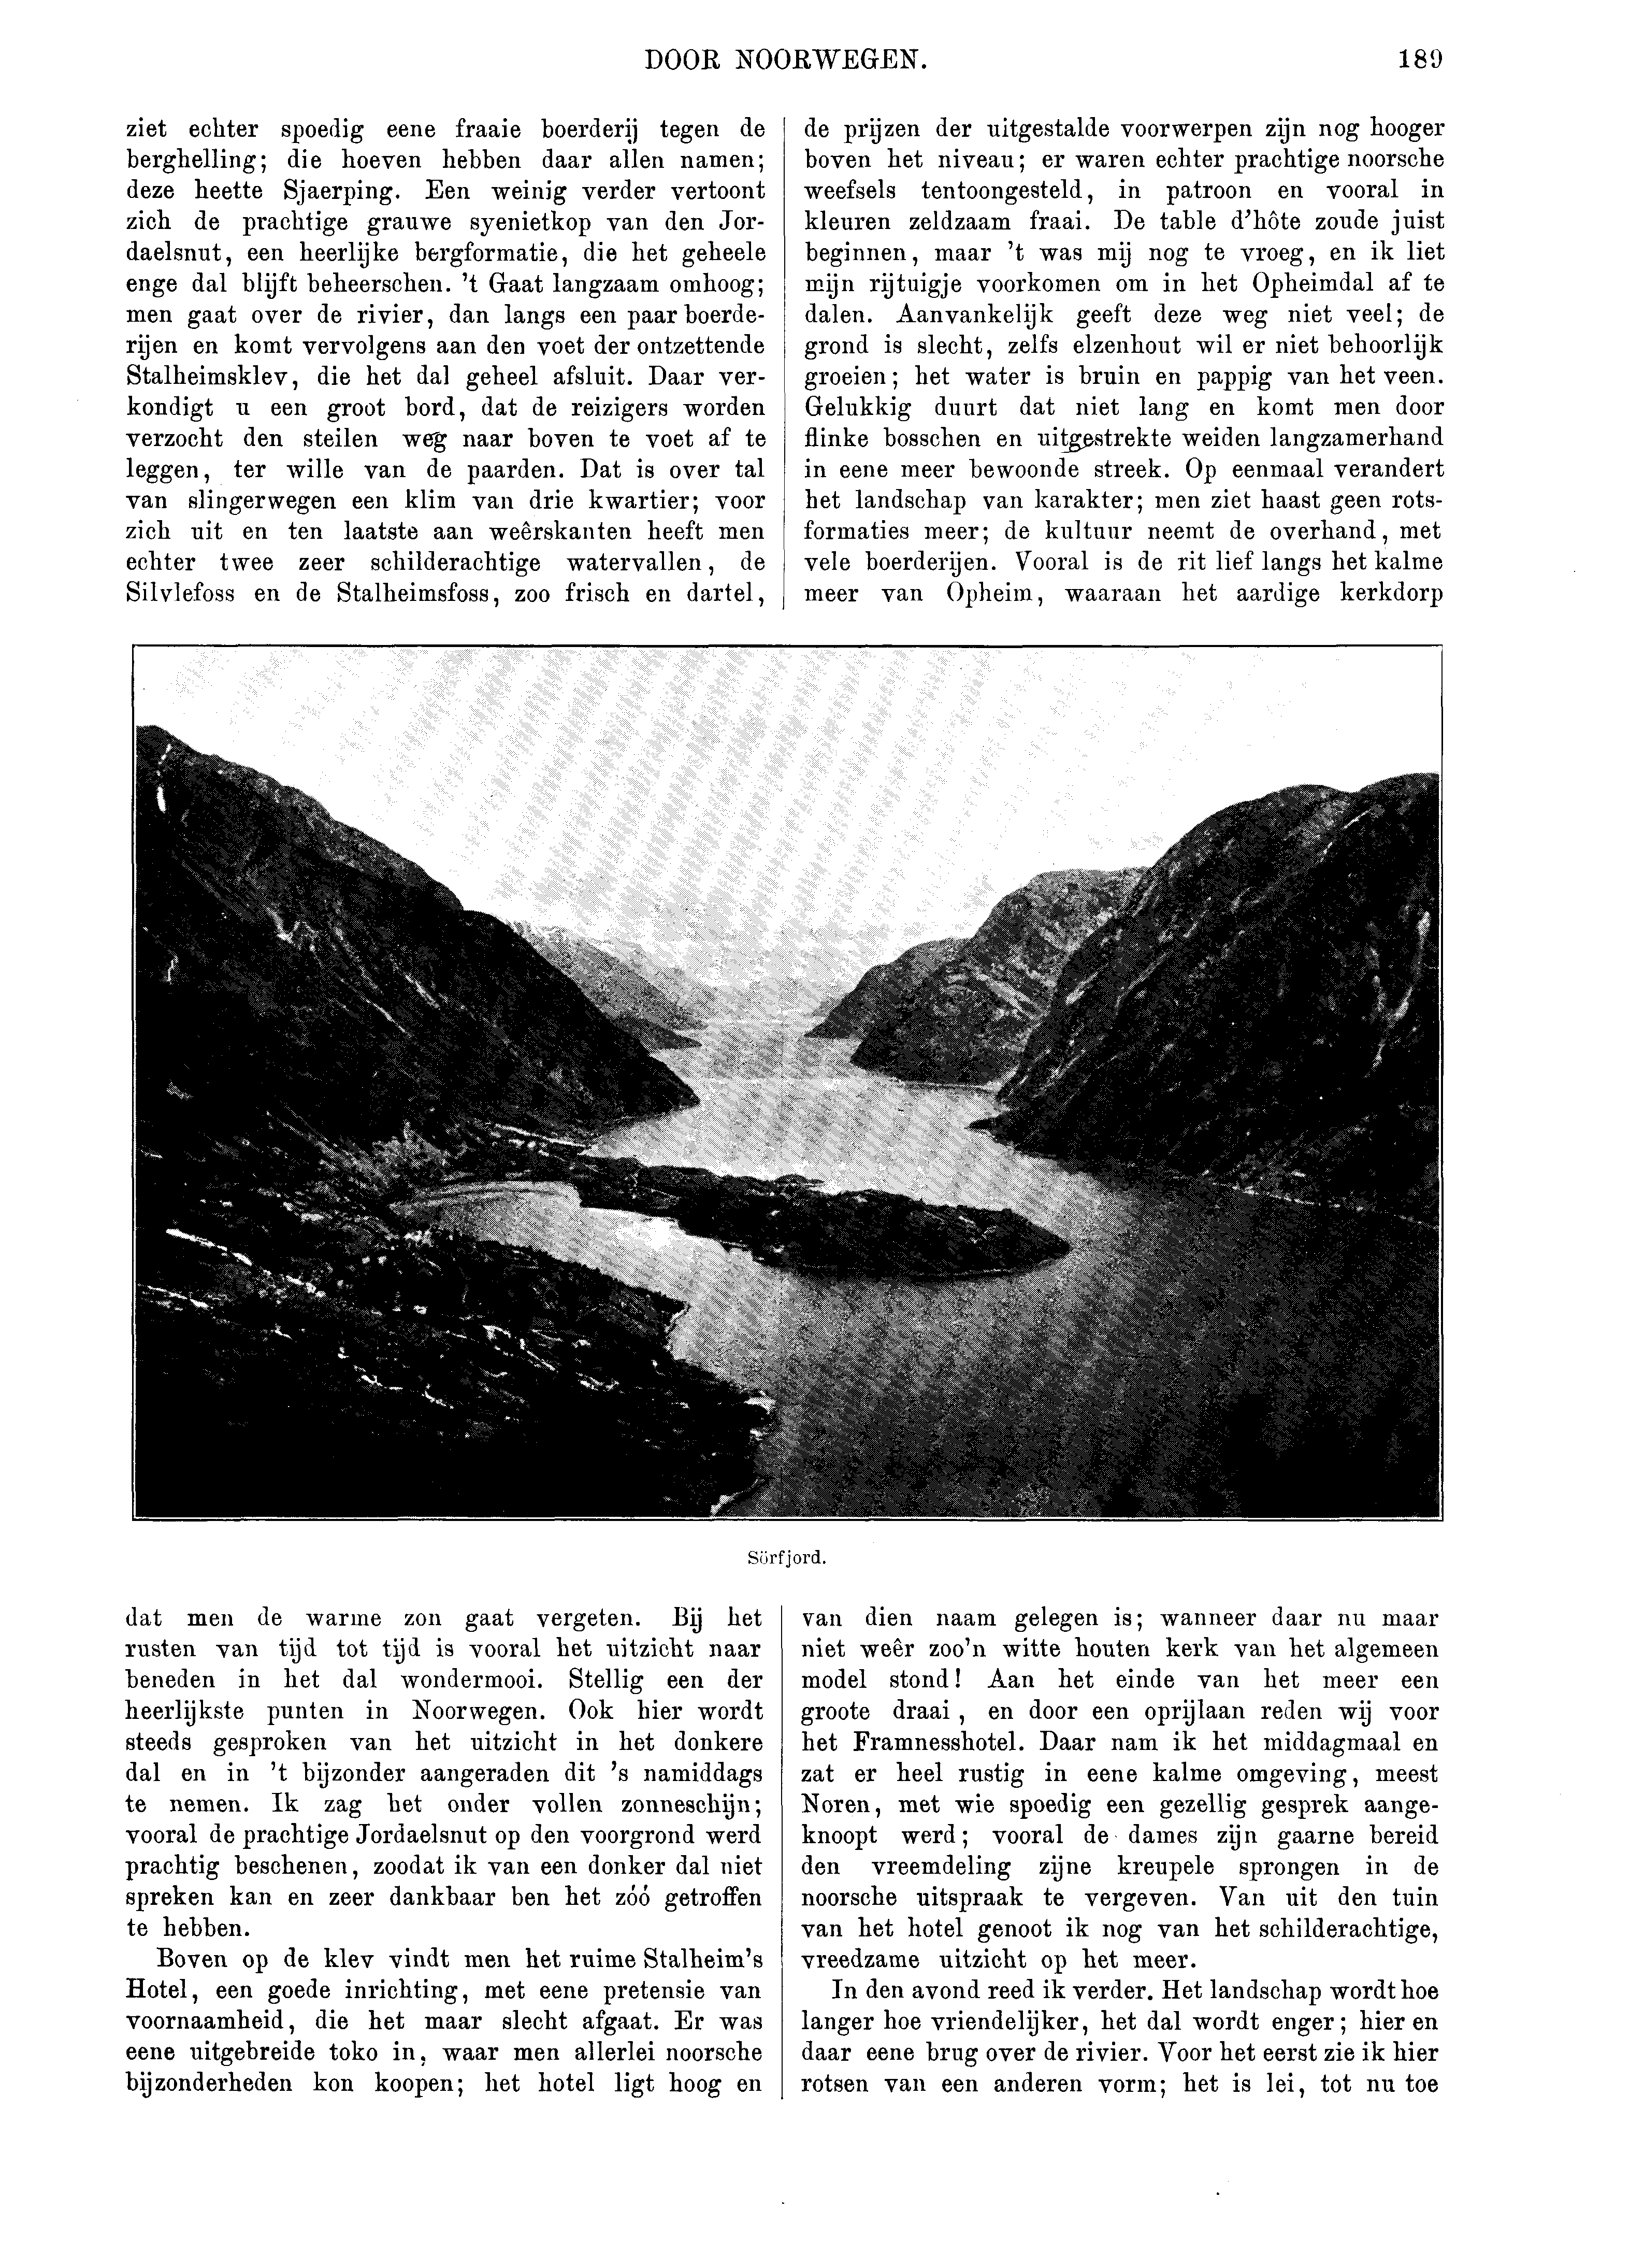 DOOR NOORWEGEN.
189
ziet echter spoedig eene fraaie boerderij tegen de
berghelling; die hoeven hebben daar allen namen;
deze heette Sjaerping. Een weinig verder vertoont
zich de prachtige grauwe syenietkop van den Jor-
daelsnut, een heerlijke bergformatie, die het geheele
enge dal blijft beheerschen. 't Gaat langzaam omhoog;
men gaat over de rivier, dan langs een paar boerde-
rijen en komt vervolgens aan den voet der ontzettende
Stalheimsklev, die het dal geheel afsluit. Daar ver-
kondigt u een groot bord, dat de reizigers worden
verzocht den steilen weg naar boven te voet af te
leggen, ter wille van de paarden. Dat is over tal
van slingerwegen een klim van drie kwartier; voor
zich uit en ten laatste aan weêrskanten heeft men
echter twee zeer schilderachtige watervallen, de
Silvlefoss en de Stalheimsfoss, zoo frisch en dartel,
dat men de warme zon gaat vergeten. Bij het
rusten van tijd tot tijd is vooral het uitzicht naar
beneden in het dal wondermooi. Stellig een der
heerlijkste punten in Noorwegen. Ook hier wordt
steeds gesproken van het uitzicht in het donkere
dal en in 't bijzonder aangeraden dit 's namiddags
te nemen. Ik zag het onder vollen zonneschijn;
vooral de prachtige Jordaelsnut op den voorgrond werd
prachtig beschenen, zoodat ik van een donker dal niet
spreken kan en zeer dankbaar ben het zóó getroffen
te hebben.
Boven op de klev vindt men het ruime Stalheim's
Hotel, een goede inrichting, met eene pretensie van
voornaamheid, die het maar slecht afgaat. Er was
eene uitgebreide toko in, waar men allerlei noorsche
bijzonderheden kon koopen; het hotel ligt hoog en
de prijzen der uitgestalde voorwerpen zijn nog hooger
boven het niveau; er waren echter prachtige noorsche
weefsels tentoongesteld, in patroon en vooral in
kleuren zeldzaam fraai. De table d'hôte zoude juist
beginnen, maar 't was mij nog te vroeg, en ik liet
mijn rijtuigje voorkomen om in het Opheimdal af te
dalen. Aanvankelijk geeft deze weg niet veel; de
grond is slecht, zelfs elzenhout wil er niet behoorlijk
groeien; het water is bruin en pappig van het veen.
Gelukkig duurt dat niet lang en komt men door
flinke bosschen en uitgestrekte weiden langzamerhand
in eene meer bewoonde streek. Op eenmaal verandert
het landschap van karakter; men ziet haast geen rots-
formaties meer; de kultuur neemt de overhand, met
vele boerderijen. Vooral is de rit lief langs het kalme
meer van Opheim, waaraan het aardige kerkdorp
van dien naam gelegen is; wanneer daar nu maar
niet weêr zoo'n witte houten kerk van het algemeen
model stond! Aan het einde van het meer een
groote draai, en door een oprijlaan reden wij voor
het Framnesshotel. Daar nam ik het middagmaal en
zat er heel rustig in eene kalme omgeving, meest
Noren, met wie spoedig een gezellig gesprek aange-
knoopt werd; vooral de dames zijn gaarne bereid
den vreemdeling zijne kreupele sprongen in de
noorsche uitspraak te vergeven. Van uit den tuin
van het hotel genoot ik nog van het schilderachtige,
vreedzame uitzicht op het meer.
In den avond reed ik verder. Het landschap wordt hoe
langer hoe vriendelijker, het dal wordt enger; hier en
daar eene brug over de rivier. Voor het eerst zie ik hier
rotsen van een anderen vorm; het is lei, tot nu toe
Sörfjord.